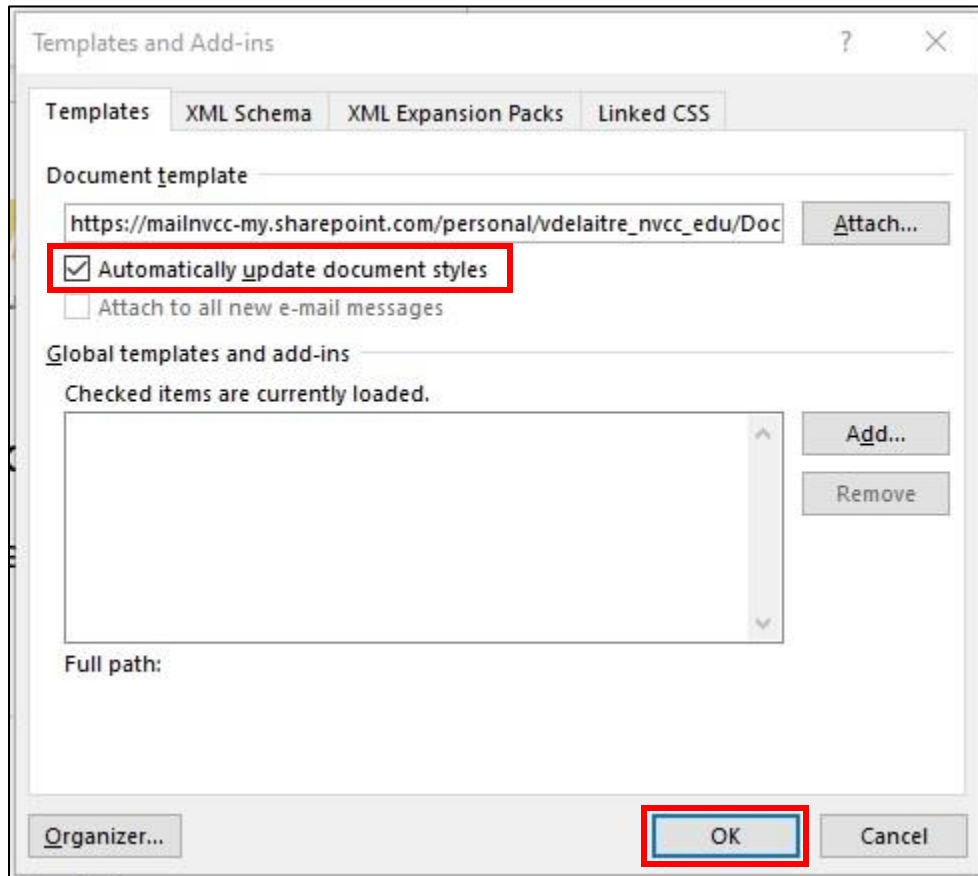 Templates and Add-ins ? ×
Templates XML Schema XML Expansion Packs Linked CSS
Document template
https://mailnvcc-my.sharepoint.com/personal/vdelaitre_nvcc_edu/Doc Attach...
Automatically update document styles
Attach to all new e-mail messages
Global templates and add-ins
Checked items are currently loaded.
Add...
Remove
Full path:
Organizer... OK Cancel